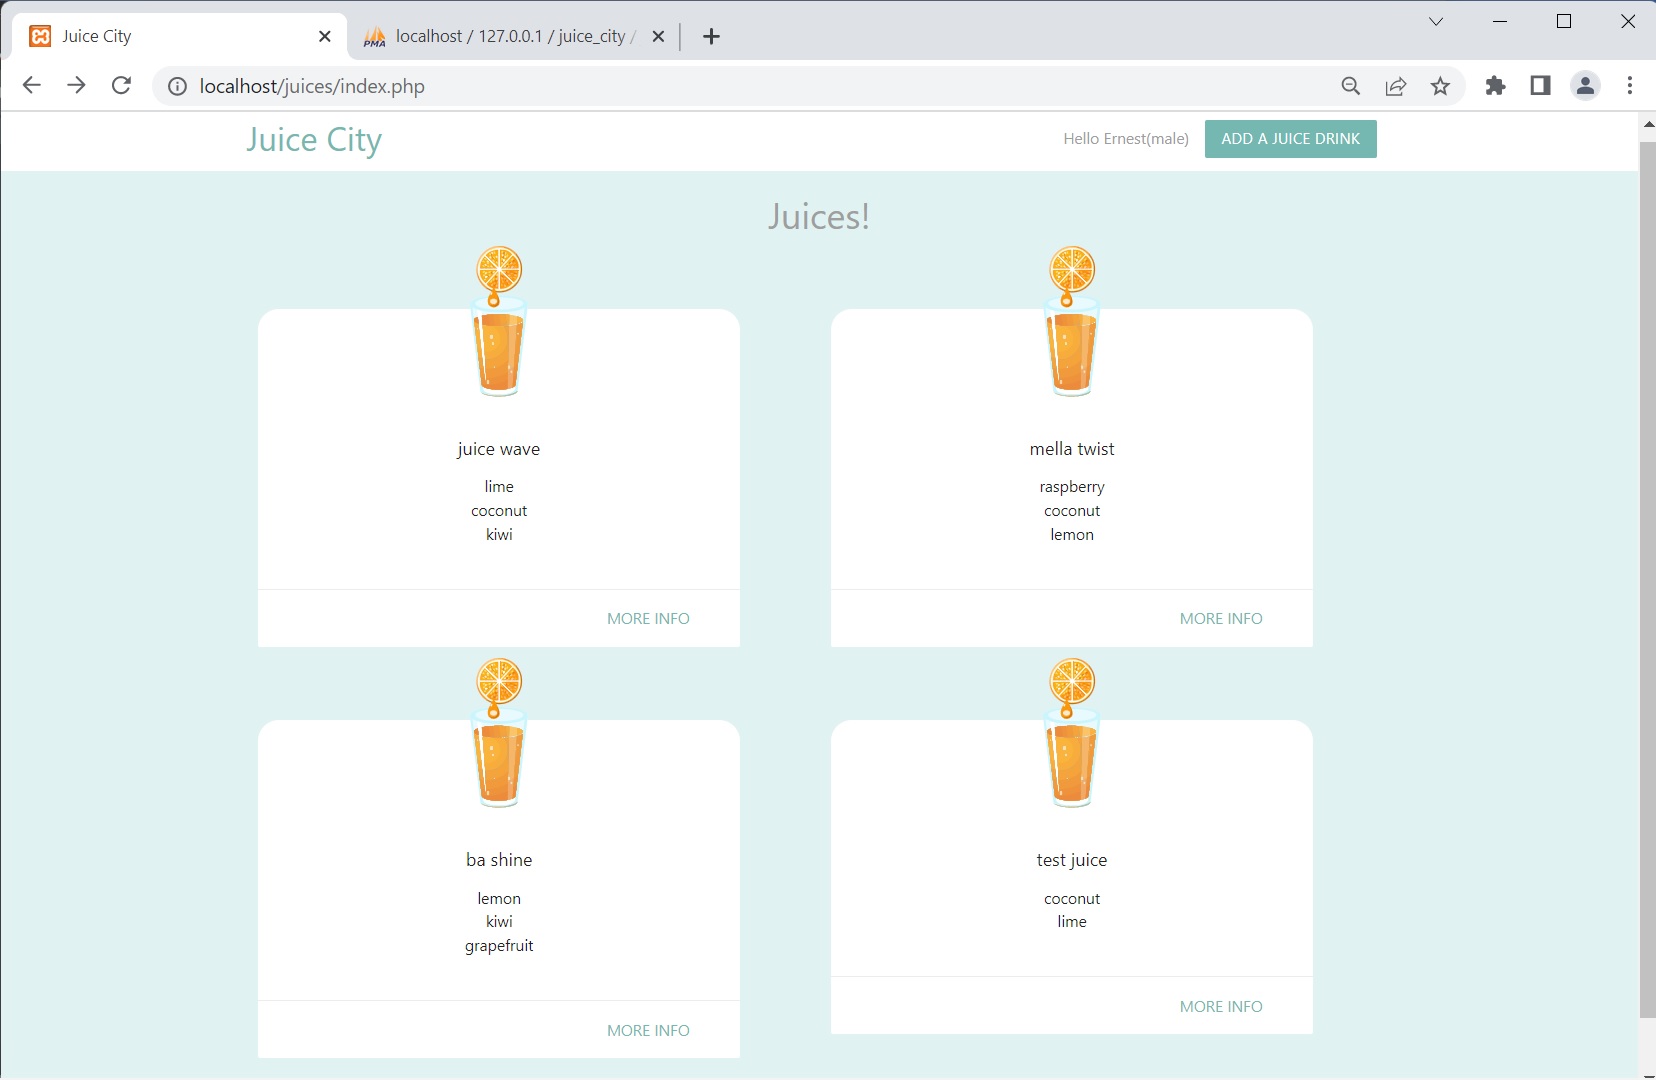 Juice City
localhost / 127.0.0.1 / juice_city /
localhost/juices/index.php
Juice City
Hello Ernest(male)
ADD A JUICE DRINK
Juices!
juice wave
lime
coconut
kiwi
MORE INFO
mella twist
raspberry
coconut
lemon
MORE INFO
ba shine
lemon
kiwi
grapefruit
MORE INFO
test juice
coconut
lime
MORE INFO
PMA